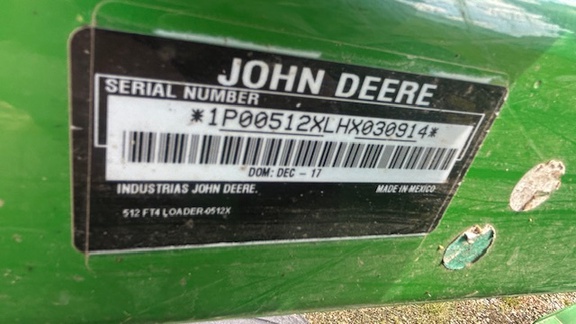 JOHN DEERE
SERIAL NUMBER
*1P00512XLHX030914*
DOM: DEC - 17
INDUSTRIAS JOHN DEERE. MADE IN MEXICO
512 FT4 LOADER-0512X